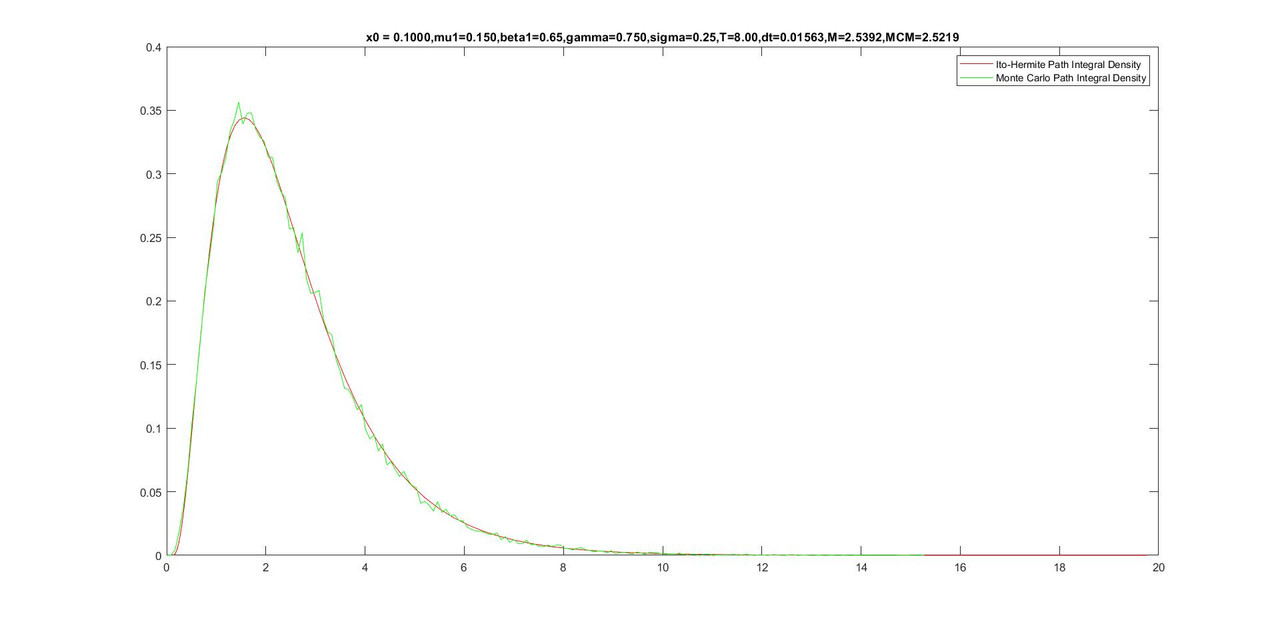 x0 = 0.1000,mu1=0.150,beta1=0.65,gamma=0.750,sigma=0.25,T=8.00,dt=0.01563,M=2.5392,MCM=2.5219
Ito-Hermite Path Integral Density
Monte Carlo Path Integral Density
0.4
0.35
0.3
0.25
0.2
0.15
0.1
0.05
0
0 2 4 6 8 10 12 14 16 18 20